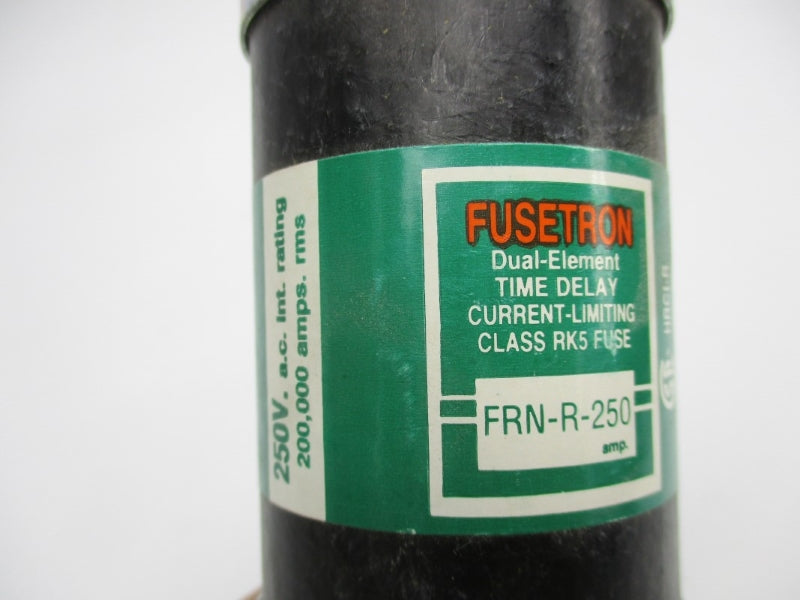 250V. a.c. int. rating
200,000 amps. rms
FUSETRON
Dual-Element
TIME DELAY
CURRENT-LIMITING
CLASS RK5 FUSE
FRN-R-250
amp.
HRCI-R